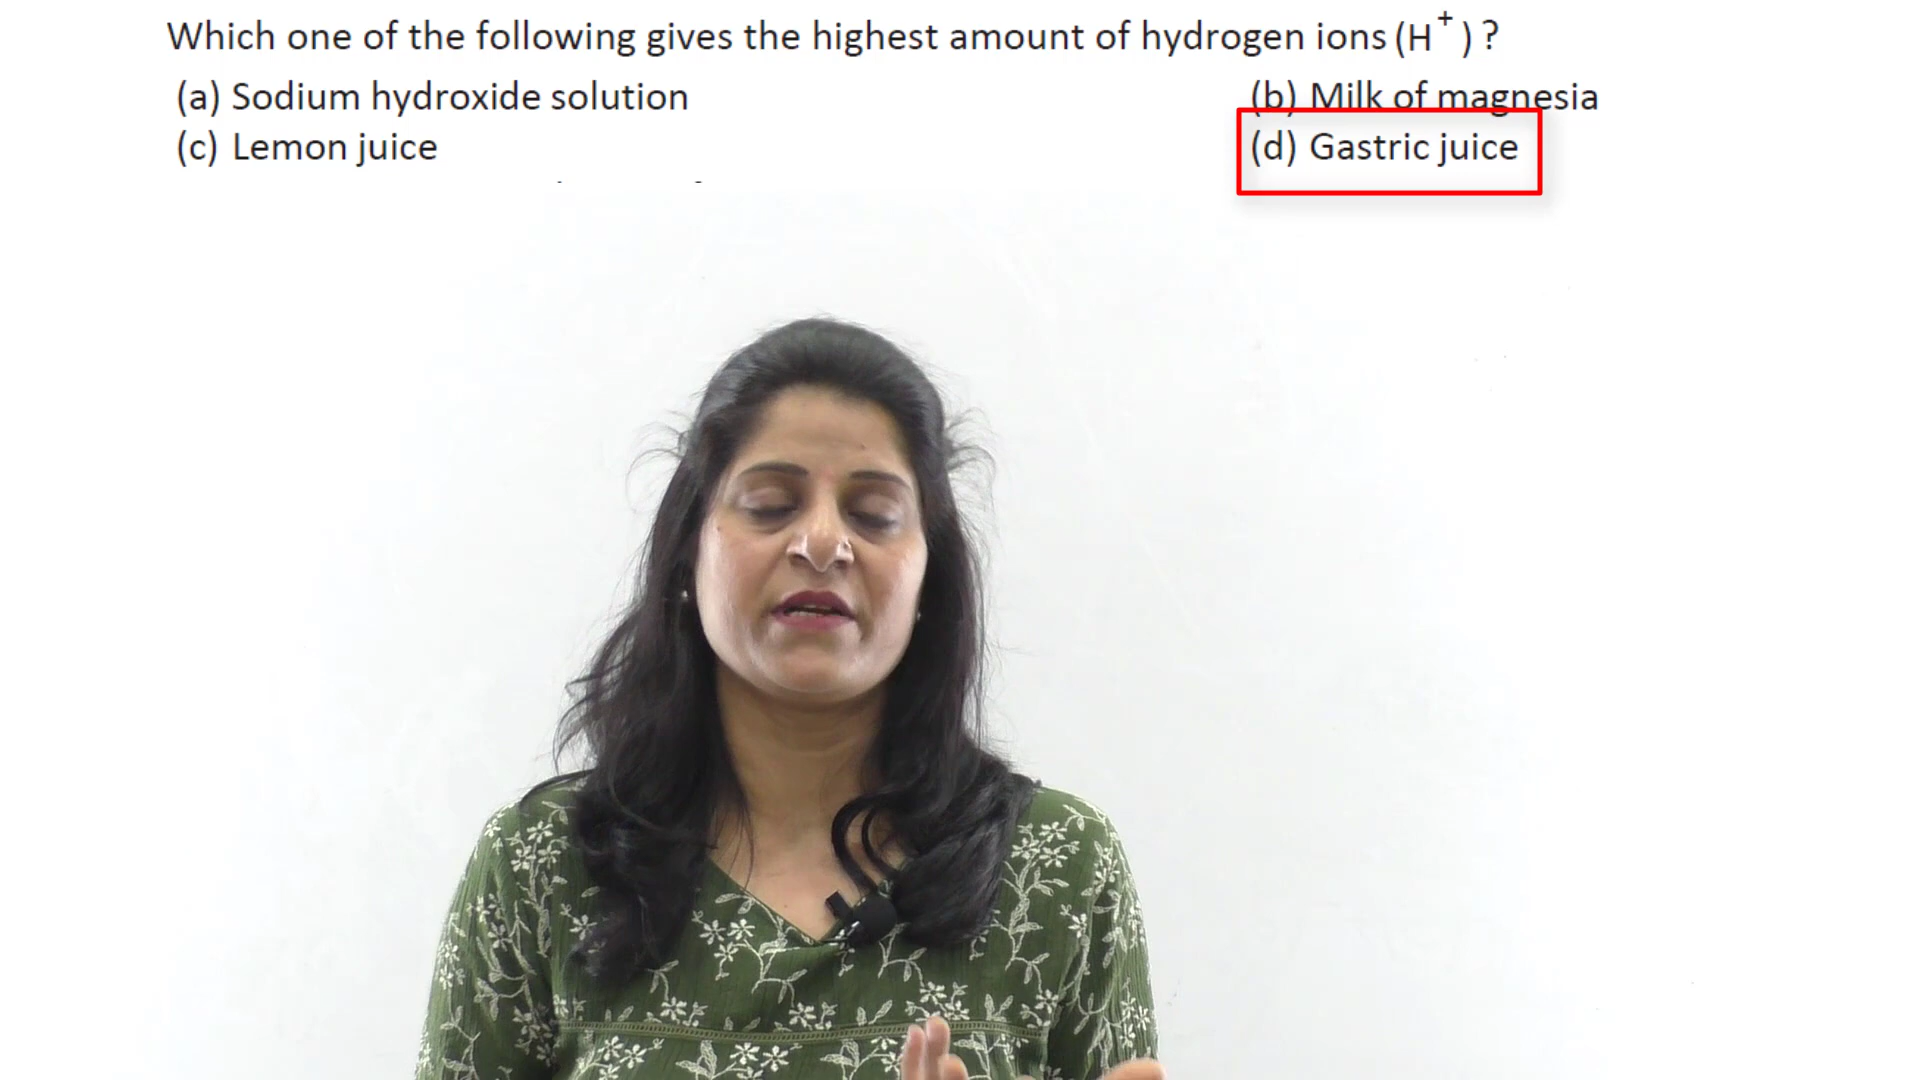 Which one of the following gives the highest amount of hydrogen ions (H⁺) ?
(a) Sodium hydroxide solution (b) Milk of magnesia
(c) Lemon juice (d) Gastric juice